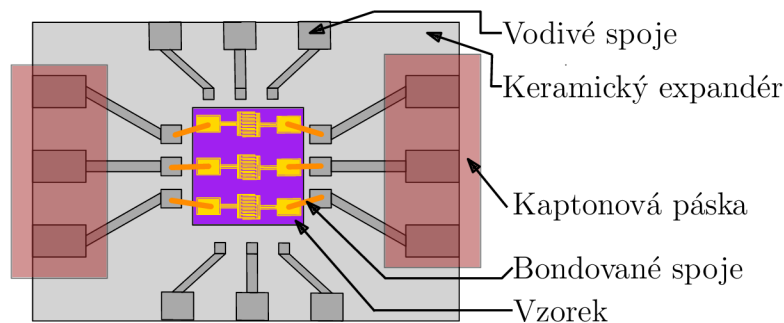 Vodivé spoje
Keramický expandér
Kaptonová páska
Bondované spoje
Vzorek